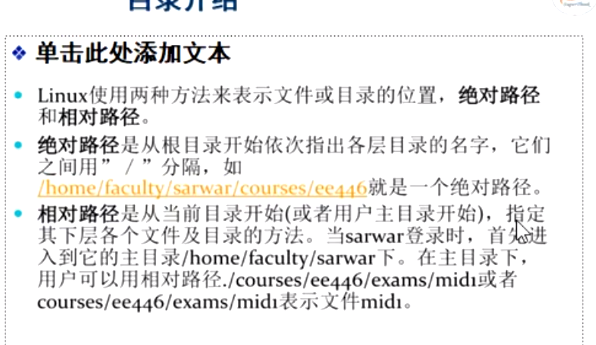 目录介绍
单击此处添加文本
Linux使用两种方法来表示文件或目录的位置，绝对路径
和相对路径。
绝对路径是从根目录开始依次指出各层目录的名字，它们
之间用”/”分隔，如
/home/faculty/sarwar/courses/ee446就是一个绝对路径。
相对路径是从当前目录开始(或者用户主目录开始)，指定
其下层各个文件及目录的方法。当sarwar登录时，首先进
入到它的主目录/home/faculty/sarwar下。在主目录下，
用户可以用相对路径./courses/ee446/exams/mid1或者
courses/ee446/exams/mid1表示文件mid1。